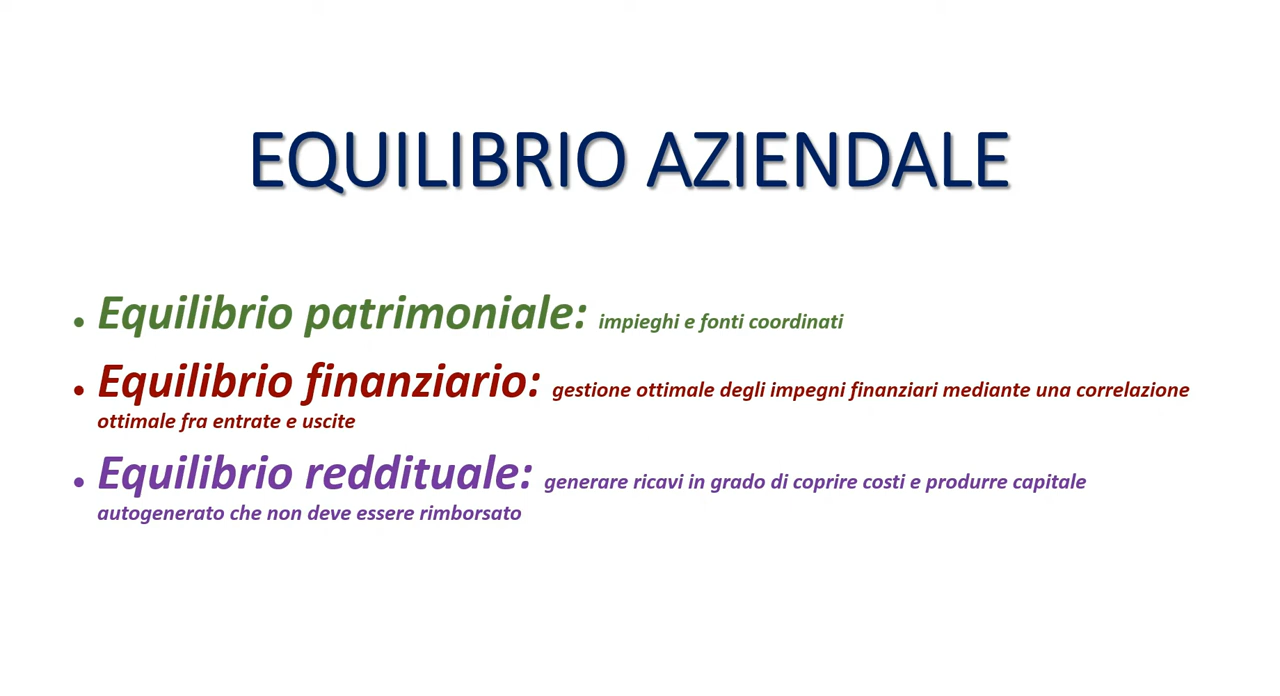 EQUILIBRIO AZIENDALE
• Equilibrio patrimoniale: impieghi e fonti coordinati
• Equilibrio finanziario: gestione ottimale degli impegni finanziari mediante una correlazione
ottimale fra entrate e uscite
• Equilibrio reddituale: generare ricavi in grado di coprire costi e produrre capitale
autogenerato che non deve essere rimborsato